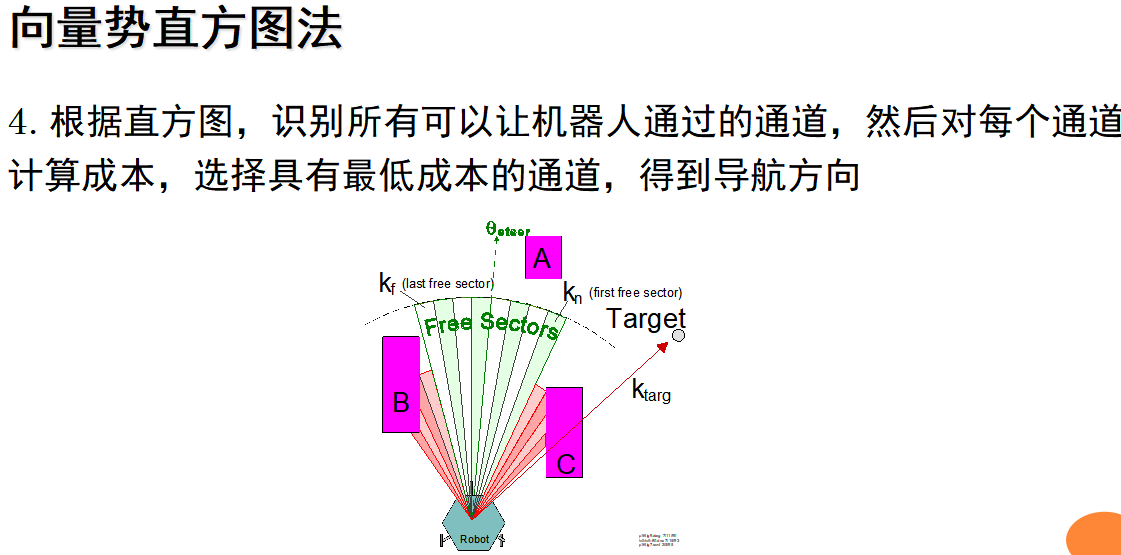 向量势直方图法
4. 根据直方图，识别所有可以让机器人通过的通道，然后对每个通道
计算成本，选择具有最低成本的通道，得到导航方向
θsteer
A
kf (last free sector)
kn (first free sector)
Free Sectors
Target
B
ktarg
C
Robot